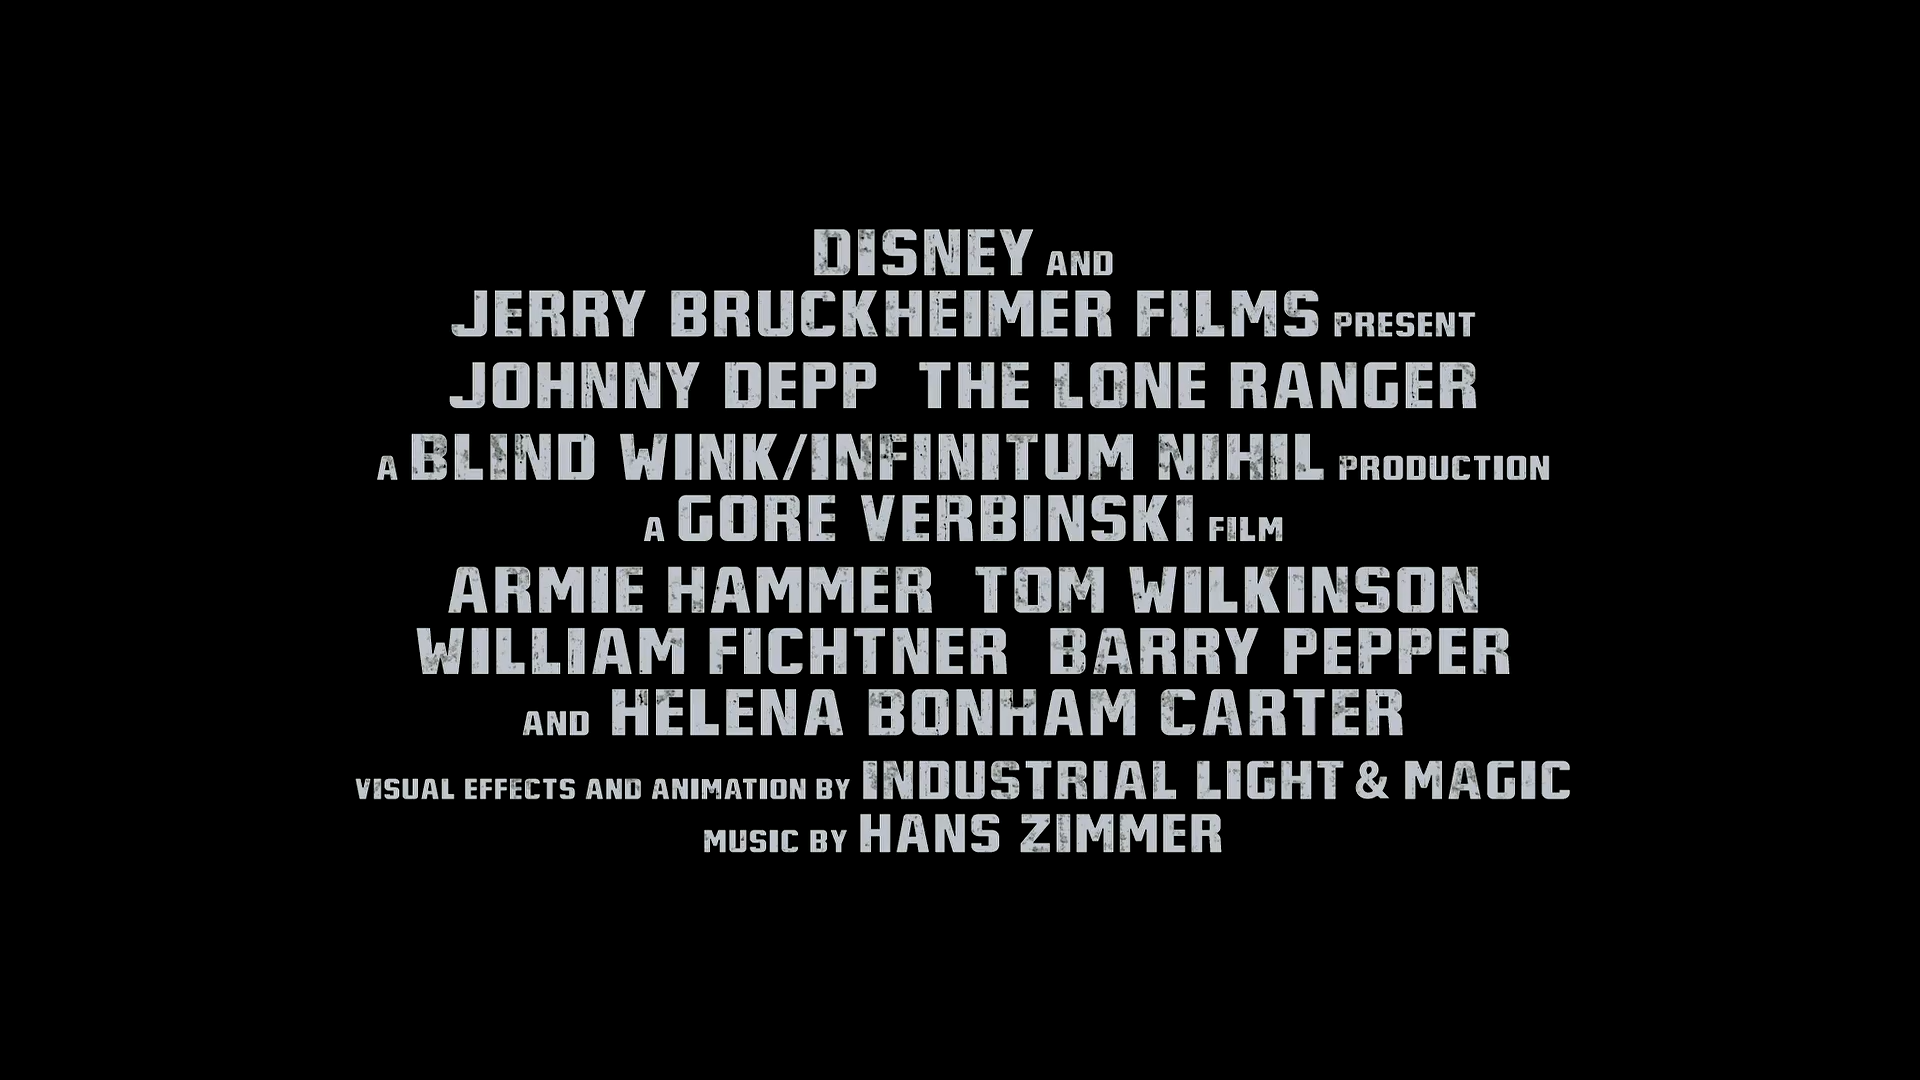 DISNEY AND
JERRY BRUCKHEIMER FILMS PRESENT
JOHNNY DEPP THE LONE RANGER
A BLIND WINK/INFINITUM NIHIL PRODUCTION
A GORE VERBINSKI FILM
ARMIE HAMMER TOM WILKINSON
WILLIAM FICHTNER BARRY PEPPER
AND HELENA BONHAM CARTER
VISUAL EFFECTS AND ANIMATION BY INDUSTRIAL LIGHT & MAGIC
MUSIC BY HANS ZIMMER